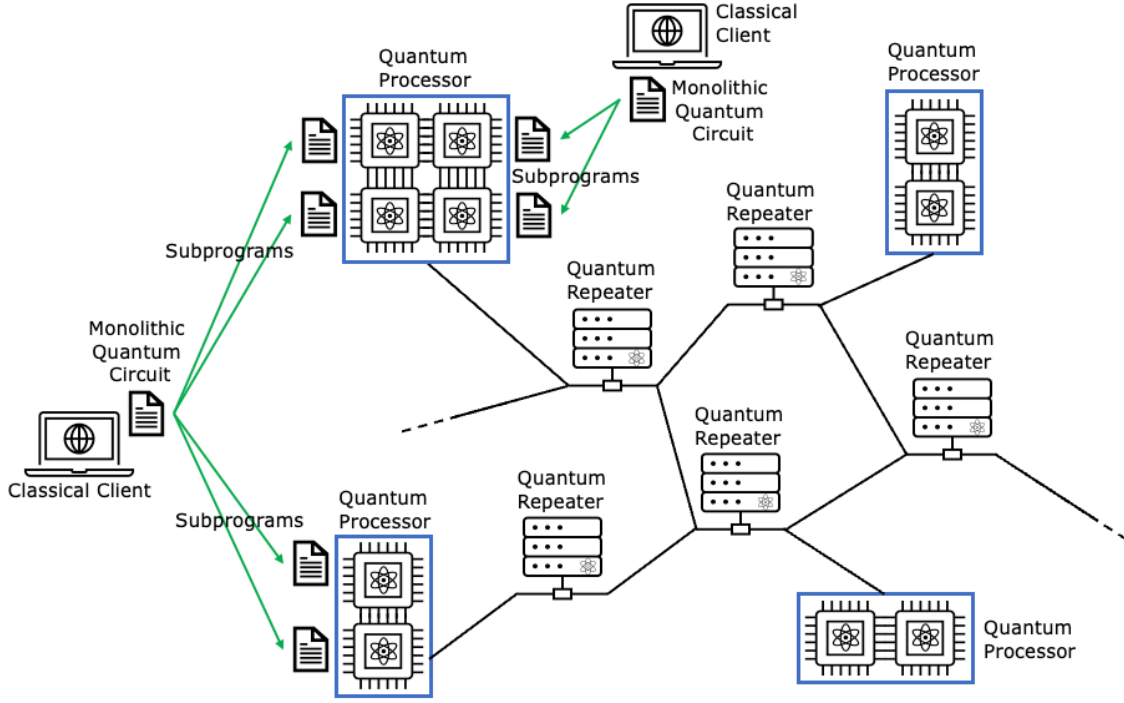 Classical
Client
Quantum
Processor
Quantum
Processor
Monolithic
Quantum
Circuit
Subprograms
Quantum
Repeater
Subprograms
Quantum
Repeater
Monolithic
Quantum
Circuit
Quantum
Repeater
Quantum
Repeater
Classical Client
Quantum
Repeater
Quantum
Processor
Subprograms
Quantum
Processor